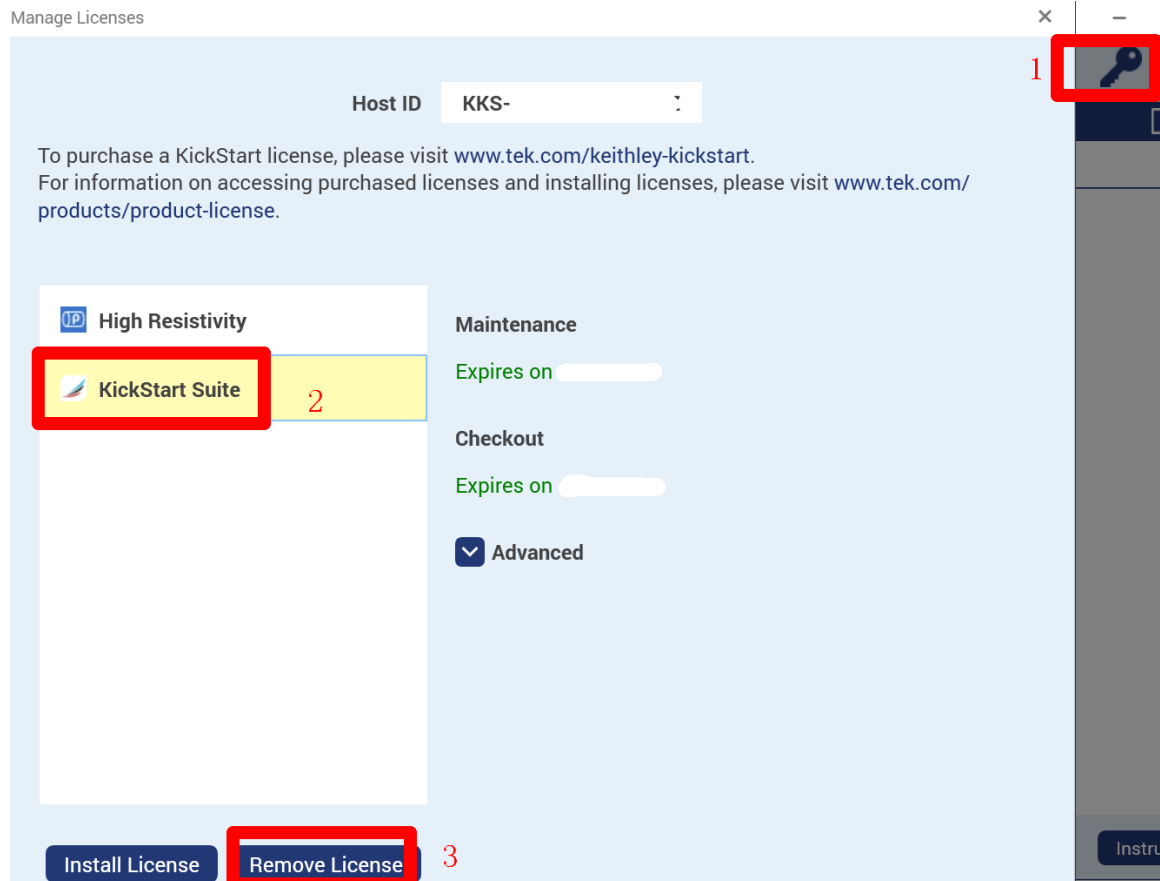 Manage Licenses
1
Host ID KKS-
To purchase a KickStart license, please visit www.tek.com/keithley-kickstart.
For information on accessing purchased licenses and installing licenses, please visit www.tek.com/
products/product-license.
High Resistivity
KickStart Suite
2
Maintenance
Expires on
Checkout
Expires on
Advanced
Install License
Remove License
3